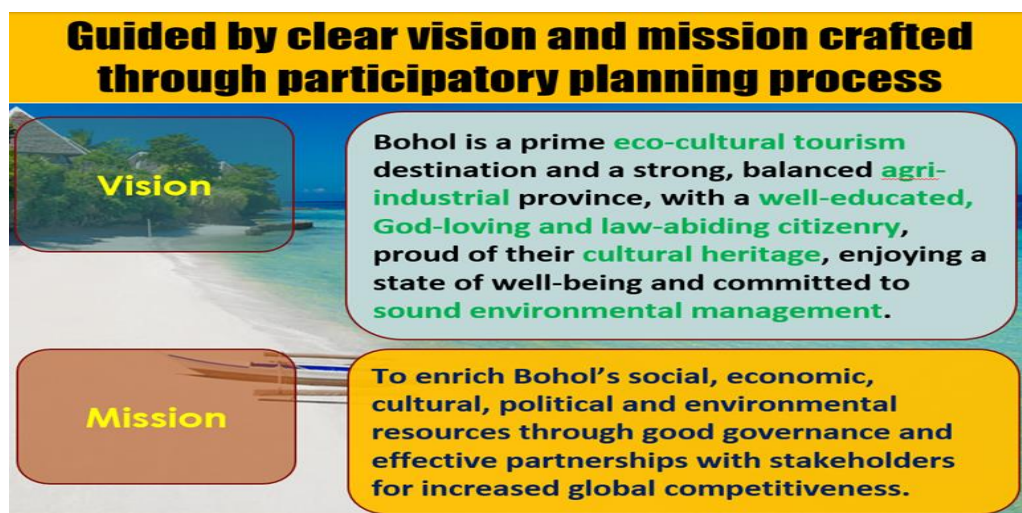 Guided by clear vision and mission crafted
through participatory planning process
Vision
Bohol is a prime eco-cultural tourism
destination and a strong, balanced agri-
industrial province, with a well-educated,
God-loving and law-abiding citizenry,
proud of their cultural heritage, enjoying a
state of well-being and committed to
sound environmental management.
Mission
To enrich Bohol’s social, economic,
cultural, political and environmental
resources through good governance and
effective partnerships with stakeholders
for increased global competitiveness.